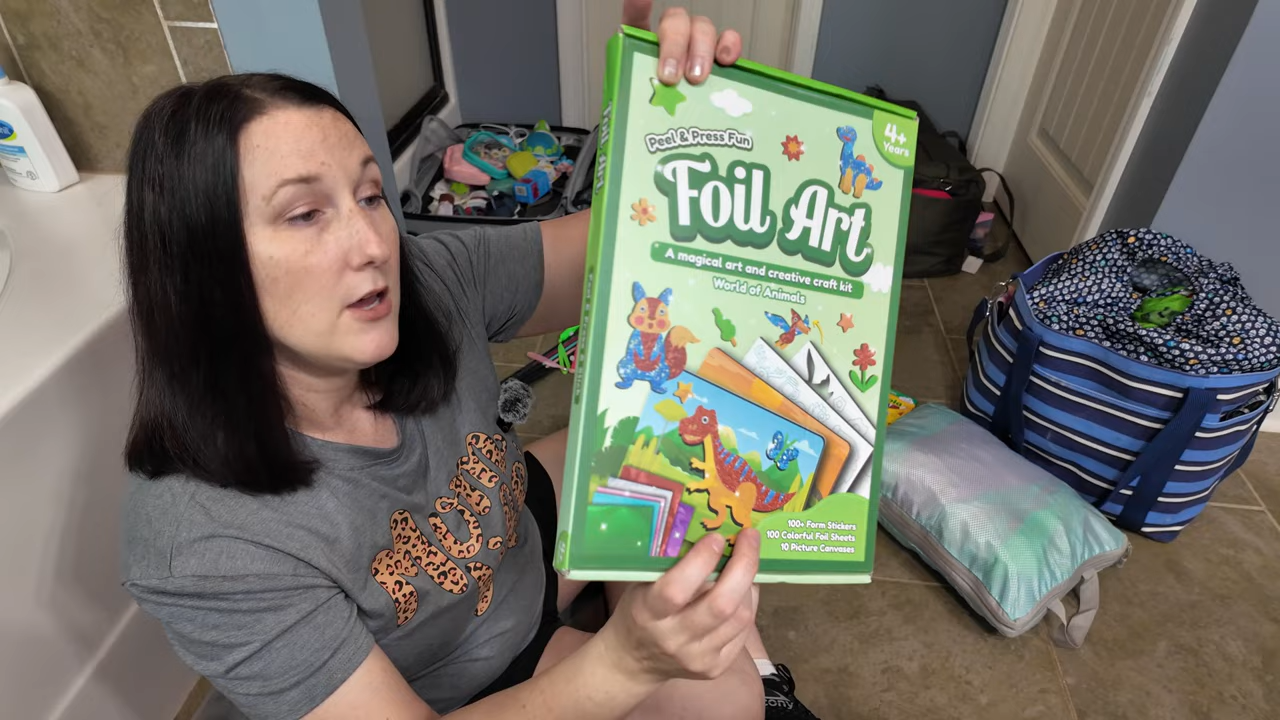 4+
Years
Peel & Press Fun
Foil Art
A magical art and creative craft kit
World of Animals
100+ Form Stickers
100 Colorful Foil Sheets
10 Picture Canvases
Foil Art